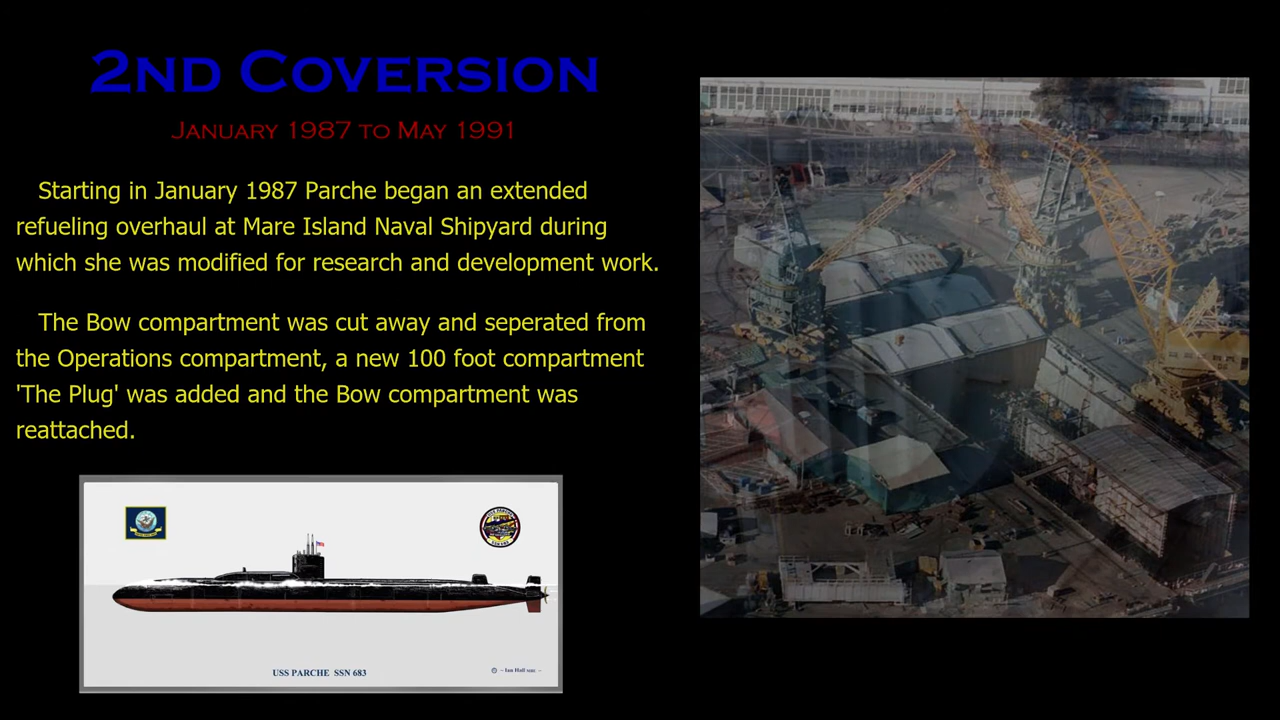 2ND COVERSION
JANUARY 1987 TO MAY 1991
Starting in January 1987 Parche began an extended
refueling overhaul at Mare Island Naval Shipyard during
which she was modified for research and development work.
The Bow compartment was cut away and seperated from
the Operations compartment, a new 100 foot compartment
'The Plug' was added and the Bow compartment was
reattached.
USS PARCHE SSN 683